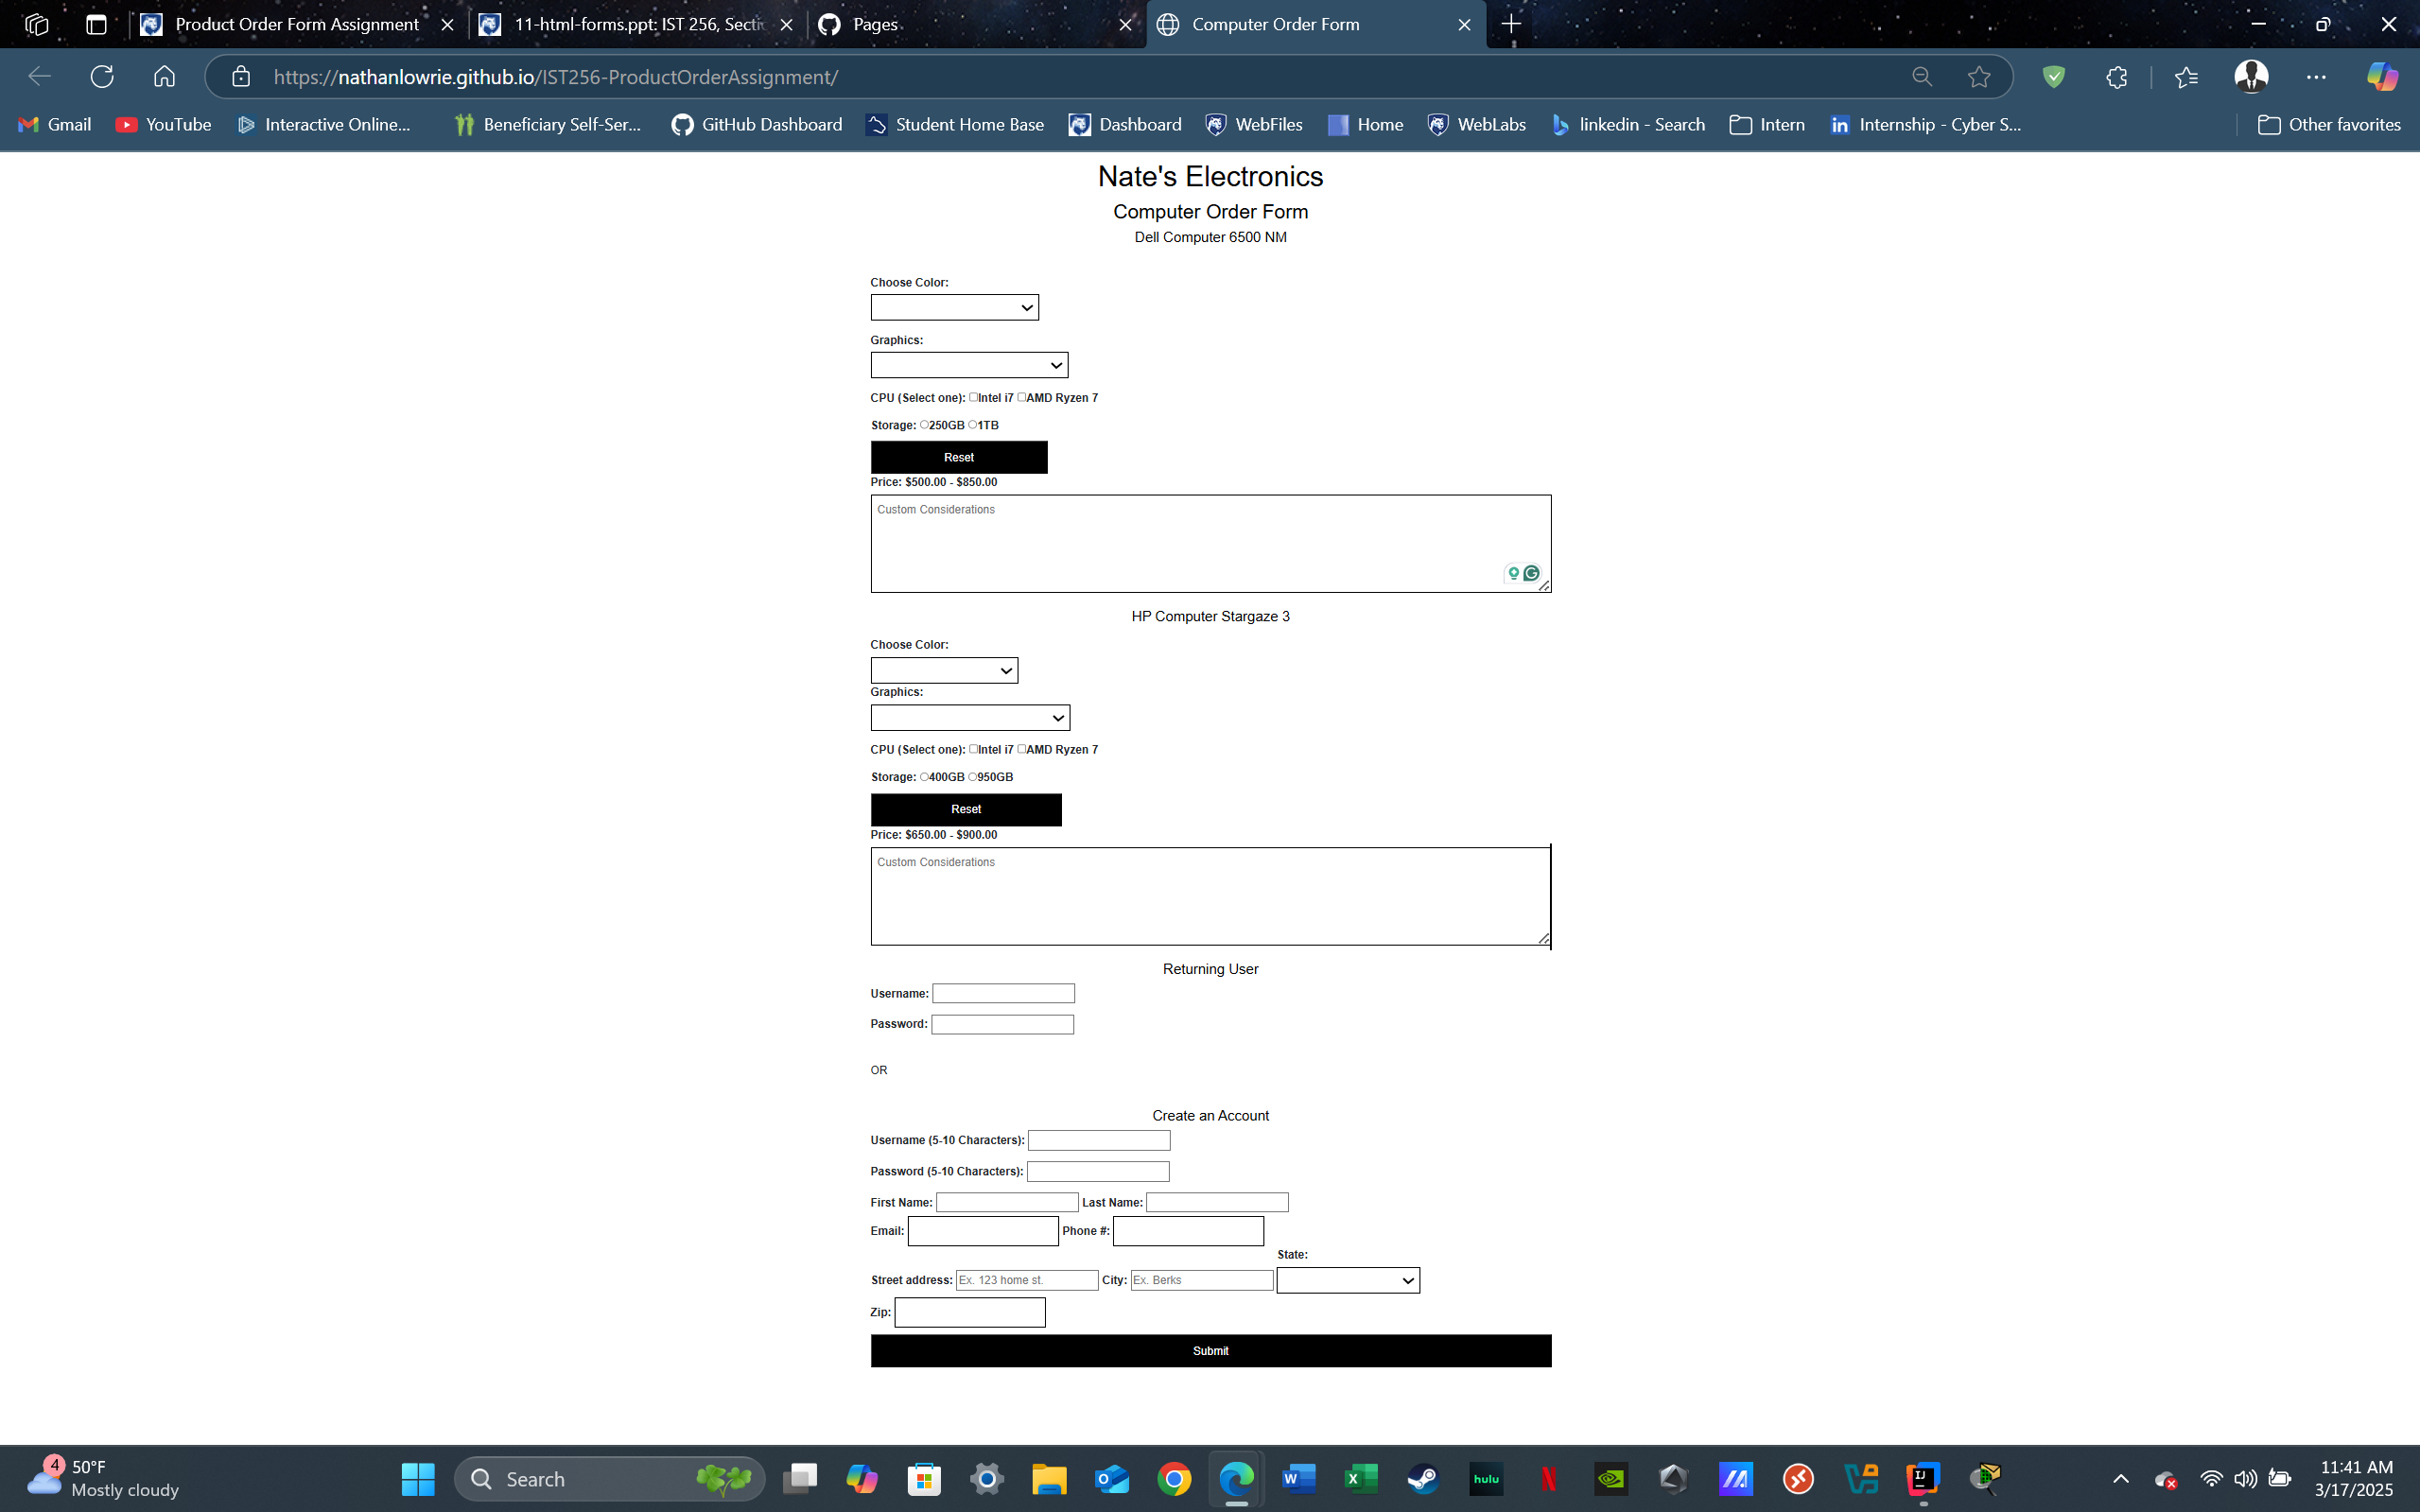 Product Order Form Assignment
11-html-forms.ppt: IST 256, Secti
Pages
Computer Order Form
https://nathanlowrie.github.io/IST256-ProductOrderAssignment/
Gmail YouTube Interactive Online... Beneficiary Self-Ser... GitHub Dashboard Student Home Base Dashboard WebFiles Home WebLabs linkedin - Search Intern Internship - Cyber S... Other favorites
Nate's Electronics
Computer Order Form
Dell Computer 6500 NM
Choose Color:
Graphics:
CPU (Select one): Intel i7 AMD Ryzen 7
Storage: 250GB 1TB
Reset
Price: $500.00 - $850.00
Custom Considerations
HP Computer Stargaze 3
Choose Color:
Graphics:
CPU (Select one): Intel i7 AMD Ryzen 7
Storage: 400GB 950GB
Reset
Price: $650.00 - $900.00
Custom Considerations
Returning User
Username:
Password:
OR
Create an Account
Username (5-10 Characters):
Password (5-10 Characters):
First Name: Last Name:
Email: Phone #:
State:
Street address: Ex. 123 home st. City: Ex. Berks
Zip:
Submit
4
50°F
Mostly cloudy
Search
hulu
11:41 AM
3/17/2025